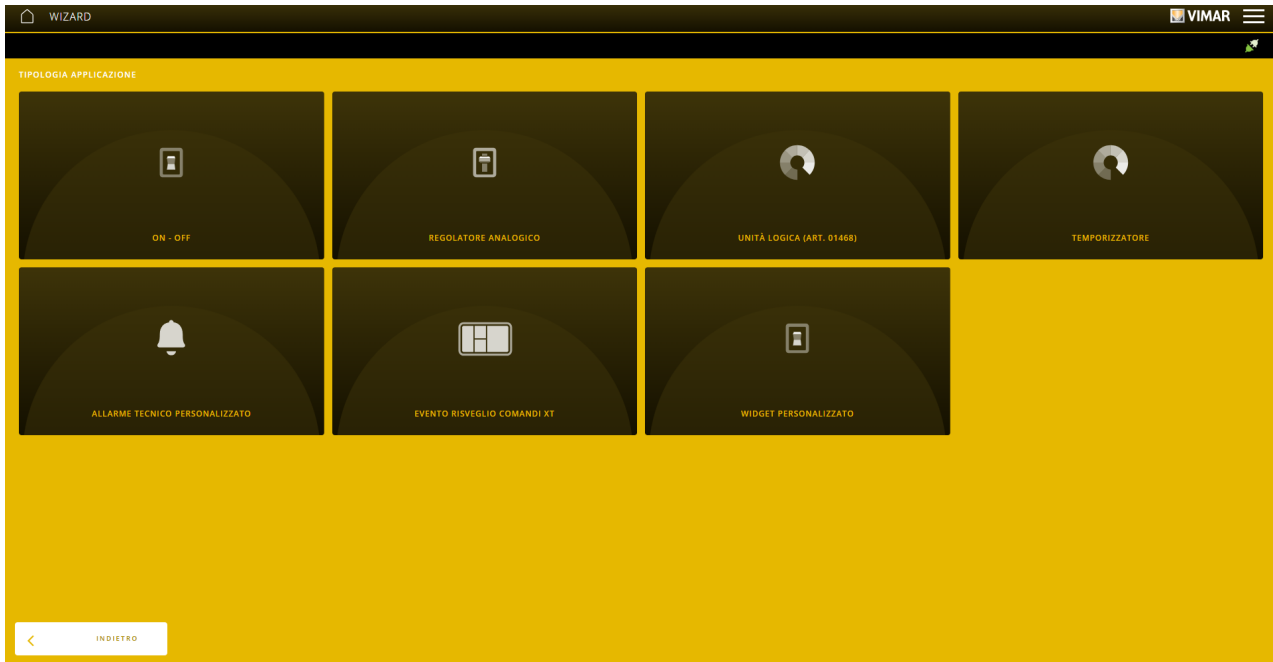 WIZARD
VIMAR
TIPOLOGIA APPLICAZIONE
ON - OFF
REGOLATORE ANALOGICO
UNITÀ LOGICA (ART. 01468)
TEMPORIZZATORE
ALLARME TECNICO PERSONALIZZATO
EVENTO RISVEGLIO COMANDI XT
WIDGET PERSONALIZZATO
INDIETRO